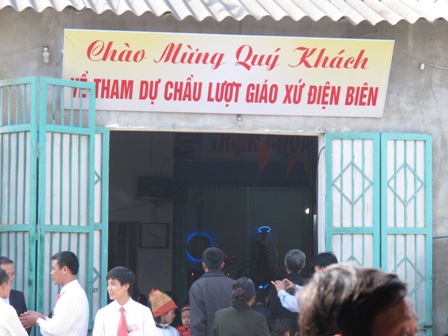 Chào Mừng Quý Khách
VỀ THAM DỰ CHẦU LƯỢT GIÁO XỨ ĐIỆN BIÊN